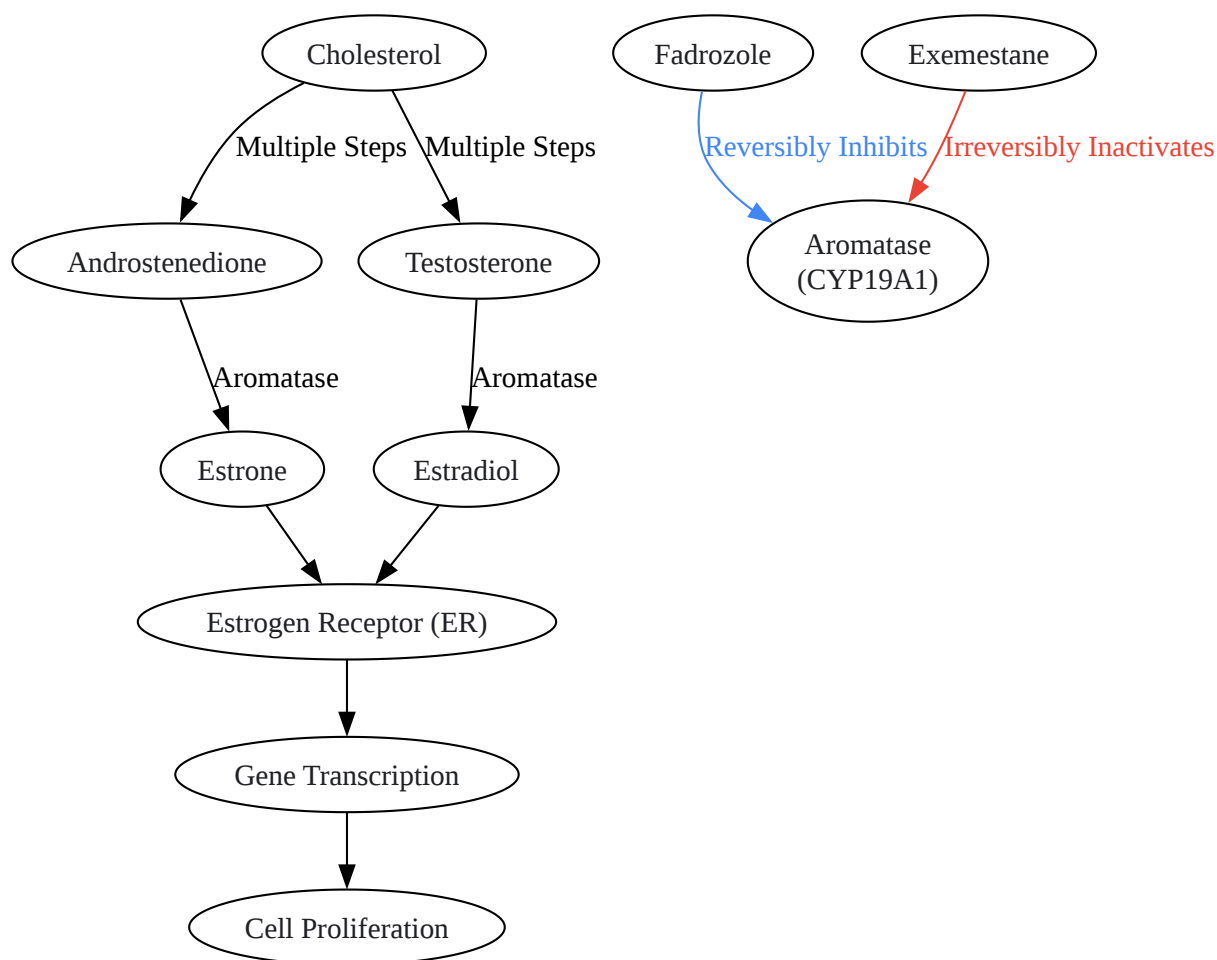 Cholesterol
Fadrozole
Exemestane
Multiple Steps
Multiple Steps
Reversibly Inhibits
Irreversibly Inactivates
Androstenedione
Testosterone
Aromatase
(CYP19A1)
Aromatase
Aromatase
Estrone
Estradiol
Estrogen Receptor (ER)
Gene Transcription
Cell Proliferation